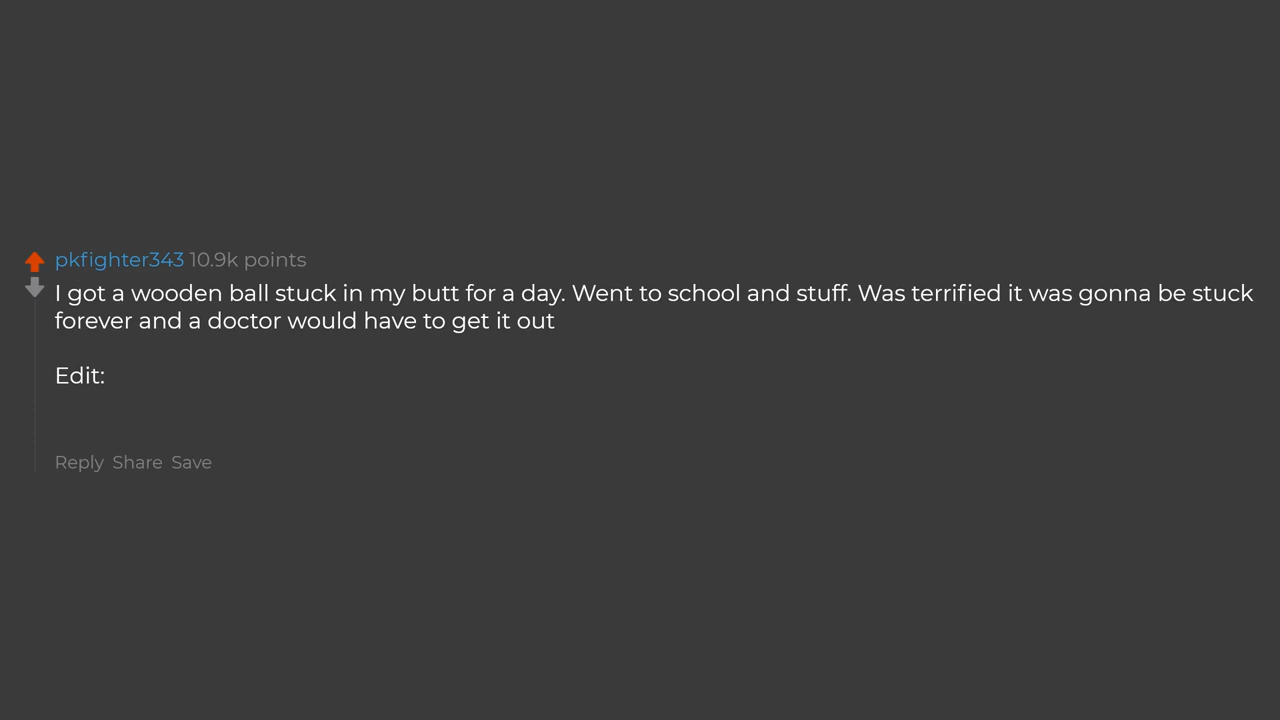 pkfighter343 10.9k points
I got a wooden ball stuck in my butt for a day. Went to school and stuff. Was terrified it was gonna be stuck
forever and a doctor would have to get it out
Edit:
Reply Share Save